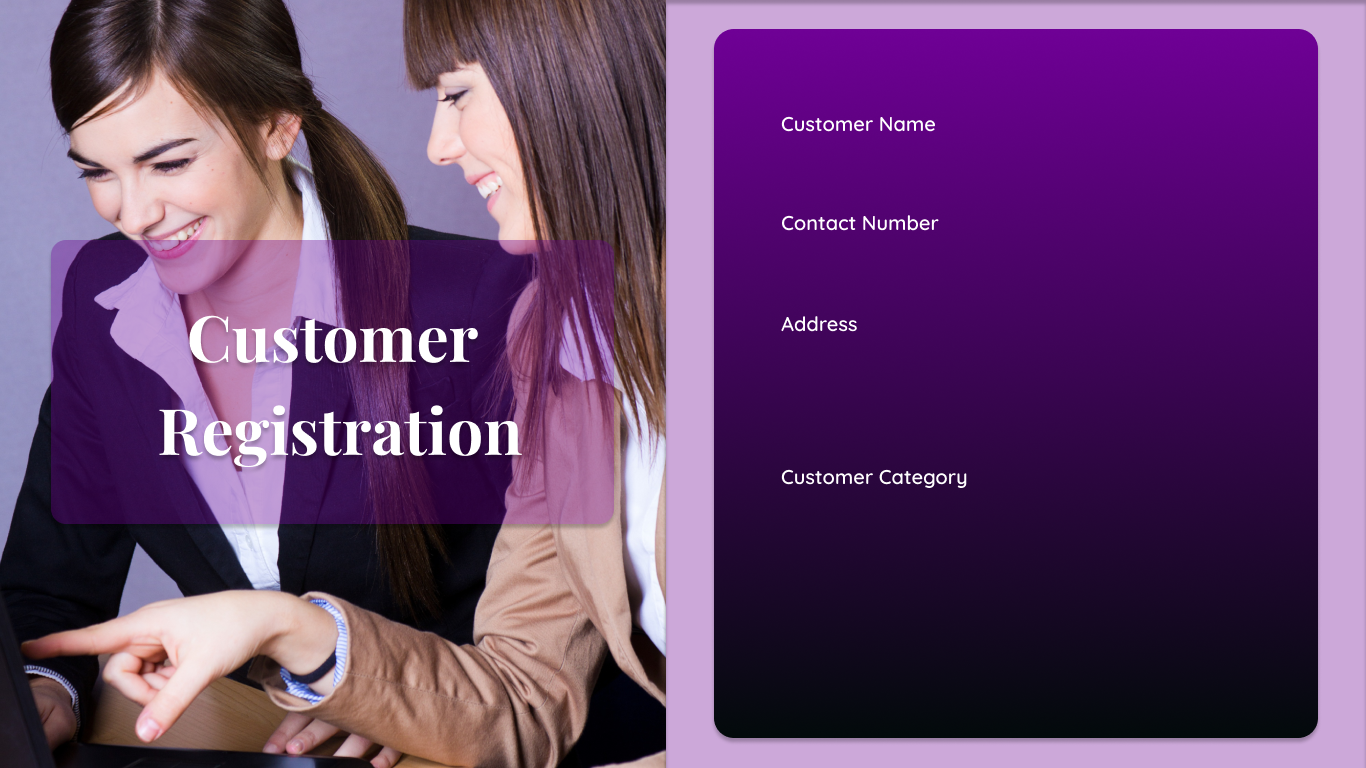 Customer
Registration
Customer Name
Contact Number
Address
Customer Category